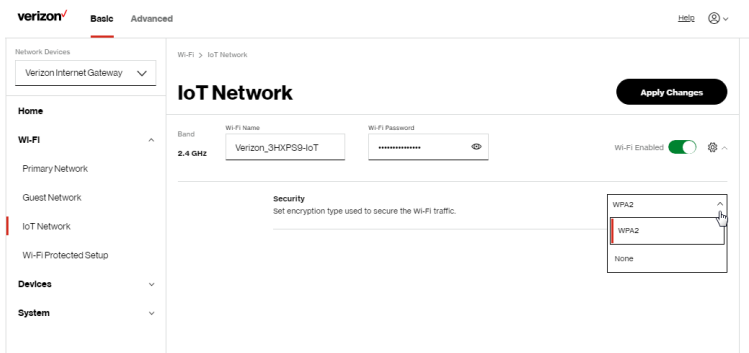 verizon
Basic
Advanced
Help
Network Devices
Verizon Internet Gateway
Home
Wi-Fi
Primary Network
Guest Network
IoT Network
Wi-Fi Protected Setup
Devices
System
Wi-Fi > IoT Network
IoT Network
Apply Changes
Band
2.4 GHz
Wi-Fi Name
Verizon_3HXPS9-IoT
Wi-Fi Password
•••••••••••••••
Wi-Fi Enabled
Security
Set encryption type used to secure the Wi-Fi traffic.
WPA2
WPA2
None